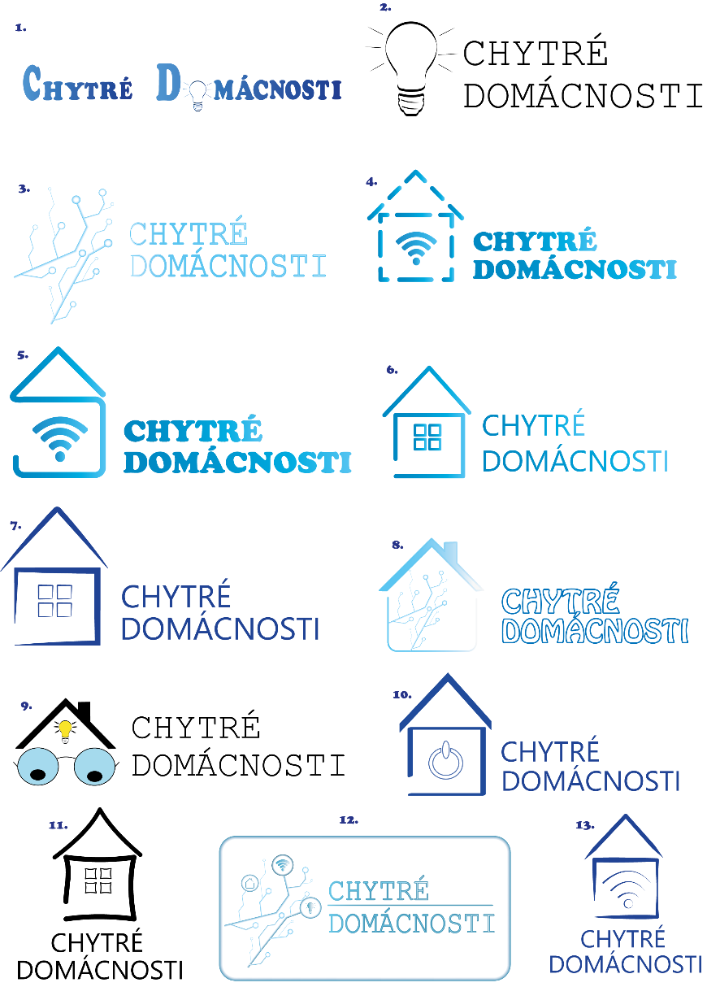 1.
CHYTRÉ DOMÁCNOSTI
2.
CHYTRÉ
DOMÁCNOSTI
3.
CHYTRÉ
DOMÁCNOSTI
4.
CHYTRÉ
DOMÁCNOSTI
5.
CHYTRÉ
DOMÁCNOSTI
6.
CHYTRÉ
DOMÁCNOSTI
7.
CHYTRÉ
DOMÁCNOSTI
8.
CHYTRÉ
DOMÁCNOSTI
9.
CHYTRÉ
DOMÁCNOSTI
10.
CHYTRÉ
DOMÁCNOSTI
11.
CHYTRÉ
DOMÁCNOSTI
12.
CHYTRÉ
DOMÁCNOSTI
13.
CHYTRÉ
DOMÁCNOSTI